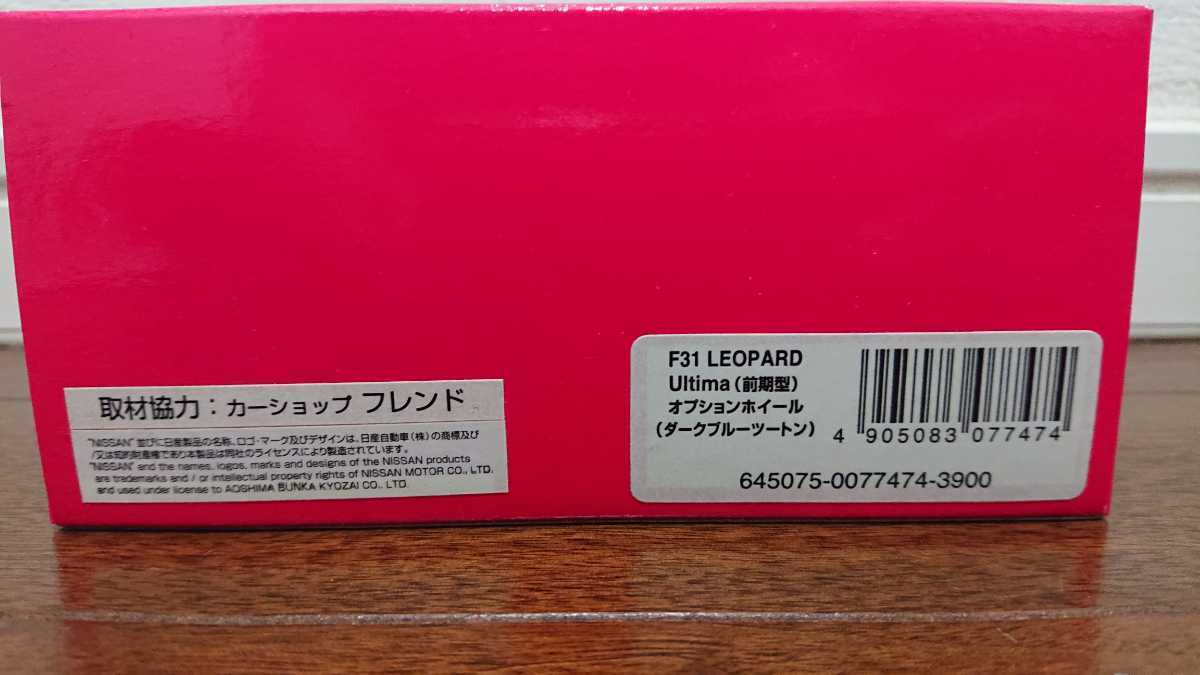 取材協力：カーショップ フレンド
"NISSAN" 並びに日産製品の名称、ロゴ・マーク及びデザインは、日産自動車(株)の商標及び
/又は知的財産権であり本製品は同社のライセンスにより製造されています。
"NISSAN" and the names, logos, marks and designs of the NISSAN products
are trademarks and / or intellectual property rights of NISSAN MOTOR CO., LTD.
and used under license to AOSHIMA BUNKA KYOZAI CO., LTD.
F31 LEOPARD
Ultima（前期型）
オプションホイール
（ダークブルーツートン）
4 905083 077474
645075-0077474-3900